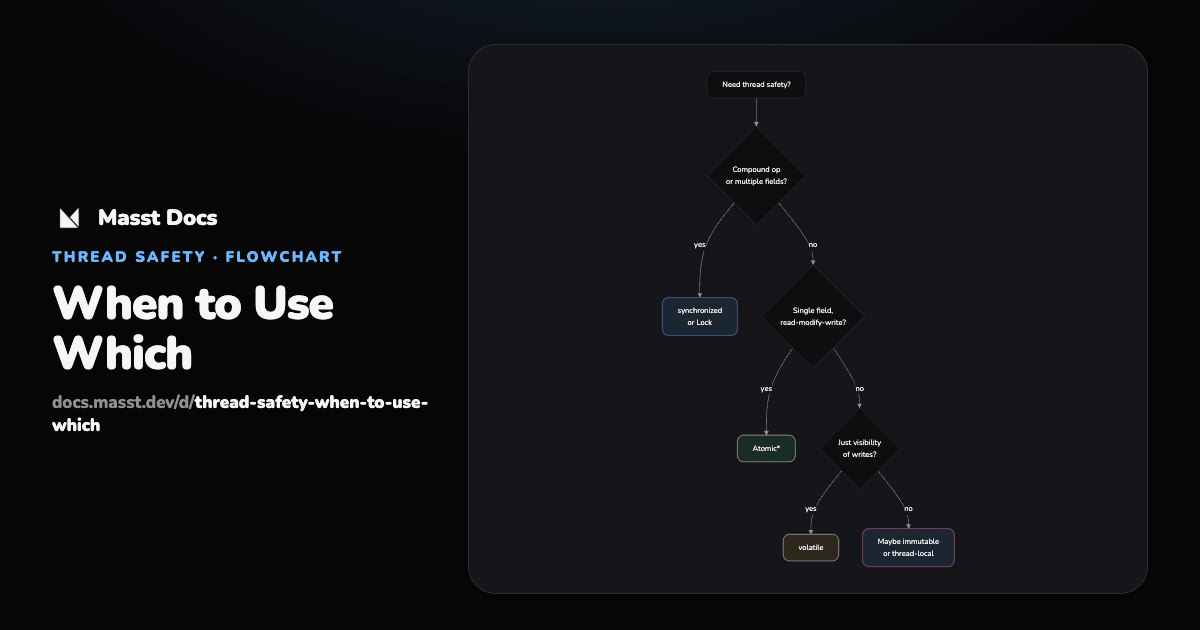 Masst Docs
THREAD SAFETY · FLOWCHART
When to Use
Which
docs.masst.dev/d/thread-safety-when-to-use-
which
Need thread safety?
Compound op
or multiple fields?
yes
no
synchronized
or Lock
Single field,
read-modify-write?
yes
no
Atomic*
Just visibility
of writes?
yes
no
volatile
Maybe immutable
or thread-local